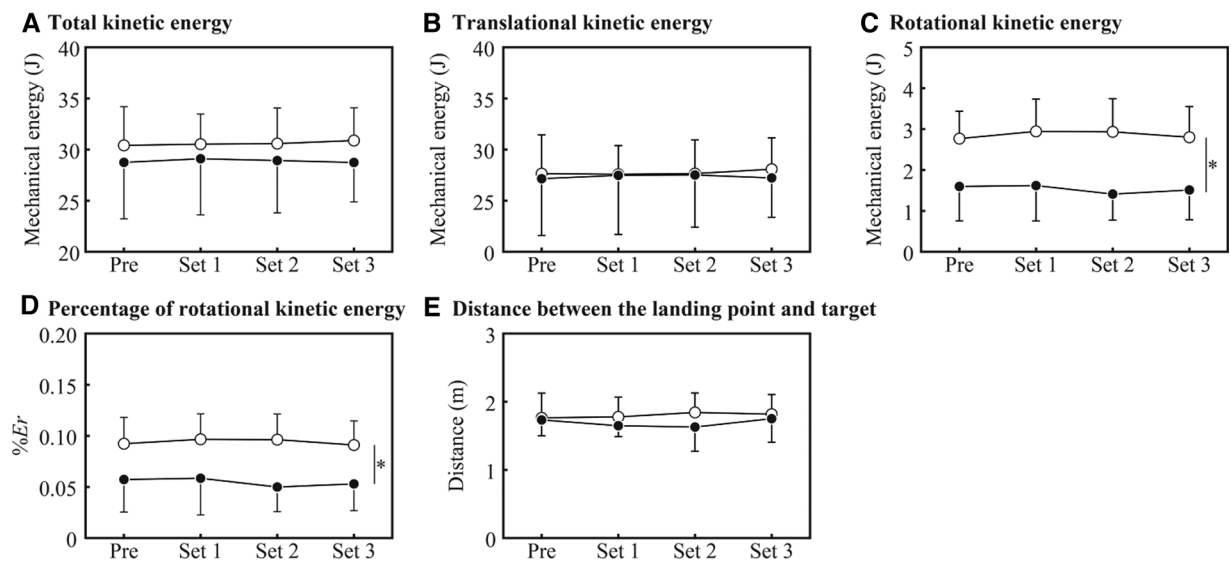 A Total kinetic energy
Mechanical energy (J)
40
35
30
25
20
Pre Set 1 Set 2 Set 3
B Translational kinetic energy
Mechanical energy (J)
40
35
30
25
0
Pre Set 1 Set 2 Set 3
C Rotational kinetic energy
Mechanical energy (J)
5
4
3
2
1
0
*
Pre Set 1 Set 2 Set 3
D Percentage of rotational kinetic energy
%Er
0.20
0.15
0.10
0.05
0
*
Pre Set 1 Set 2 Set 3
E Distance between the landing point and target
Distance (m)
3
2
1
0
Pre Set 1 Set 2 Set 3